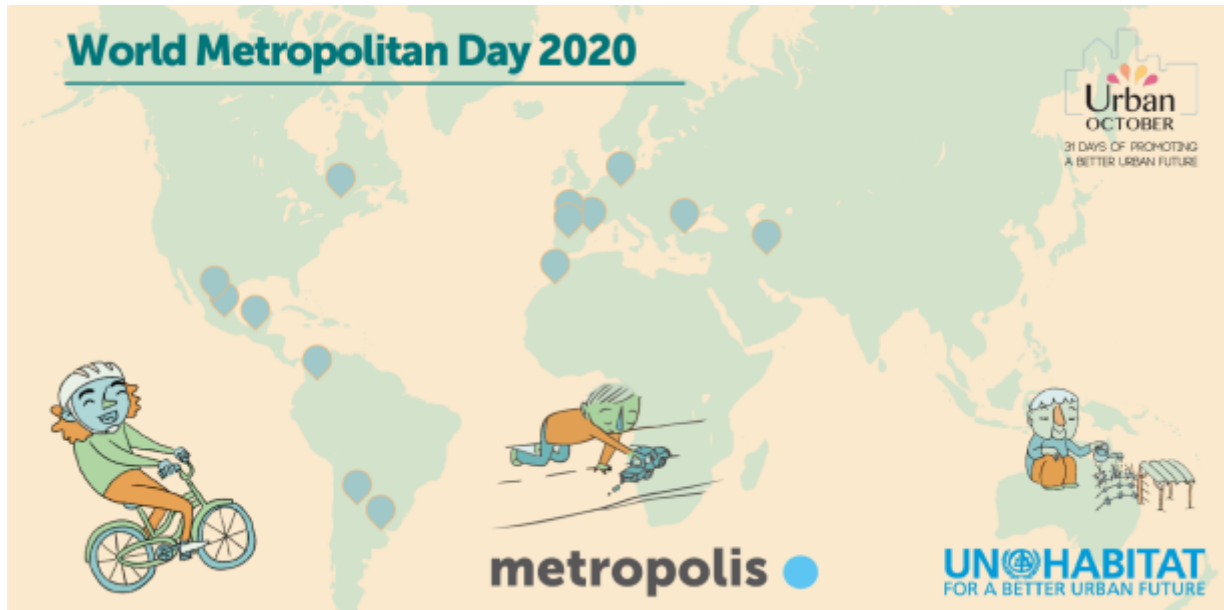 World Metropolitan Day 2020
Urban
OCTOBER
31 DAYS OF PROMOTING
A BETTER URBAN FUTURE
metropolis
UN HABITAT
FOR A BETTER URBAN FUTURE